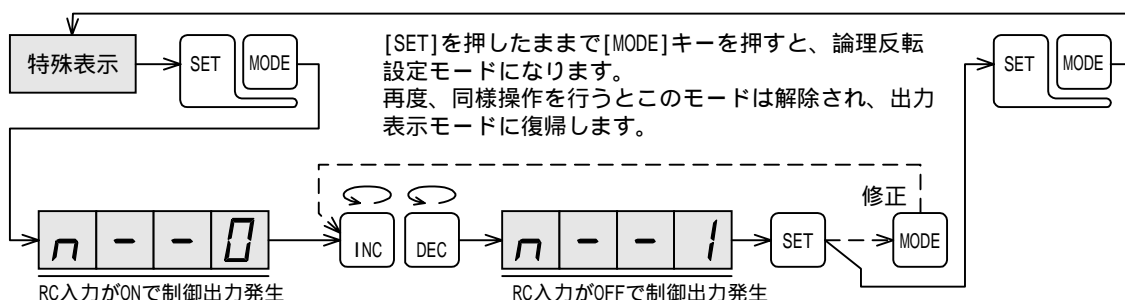 [SET]を押したままで[MODE]キーを押すと、論理反転
設定モードになります。
再度、同様操作を行うとこのモードは解除され、出力
表示モードに復帰します。
特殊表示
SET
MODE
SET
MODE
修正
n - - 0
INC
DEC
n - - 1
SET
MODE
RC入力がONで制御出力発生
RC入力がOFFで制御出力発生